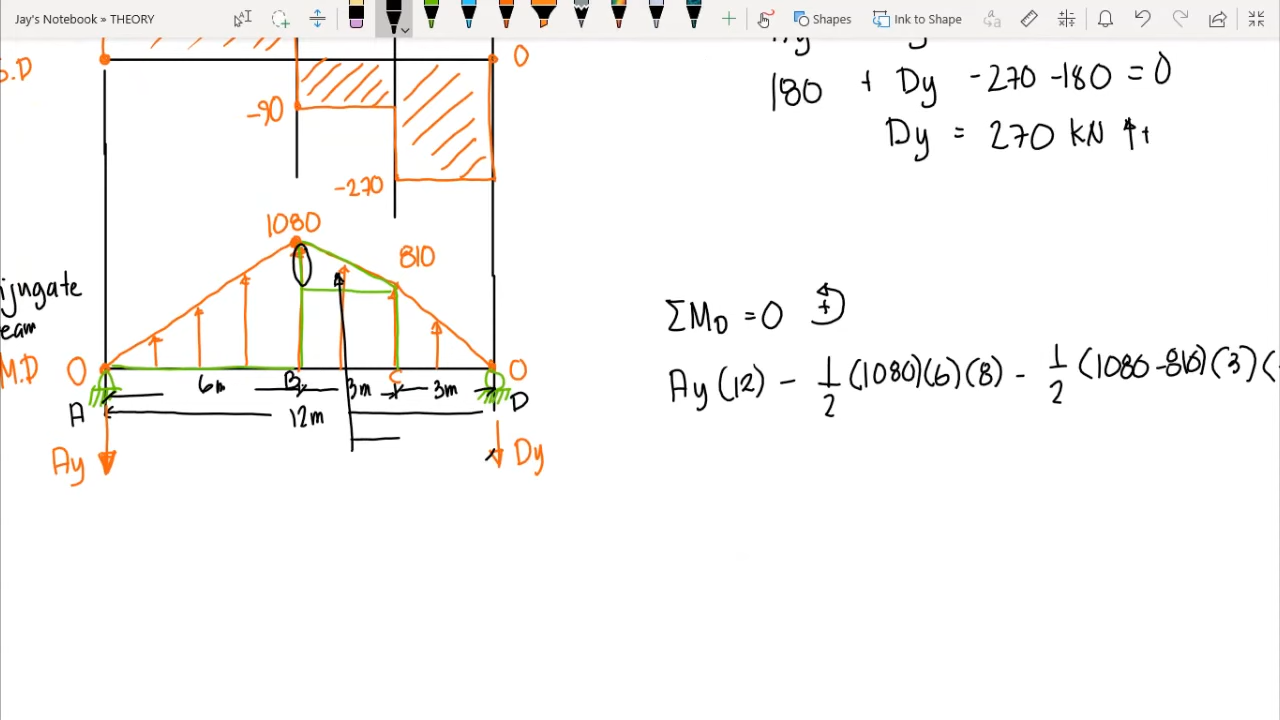 Jay's Notebook » THEORY
Shapes
Ink to Shape
.D
0
-90
-270
180 + Dy -270 -180 = 0
Dy = 270 kN ↑+
1080
810
ijngate
eam
M.D
0
0
6m
B
3m
C
3m
A
D
12m
Ay
Dy
ΣM_D = 0
+
Ay (12) - 1/2 (1080)(6)(8) - 1/2 (1080-810)(3)(